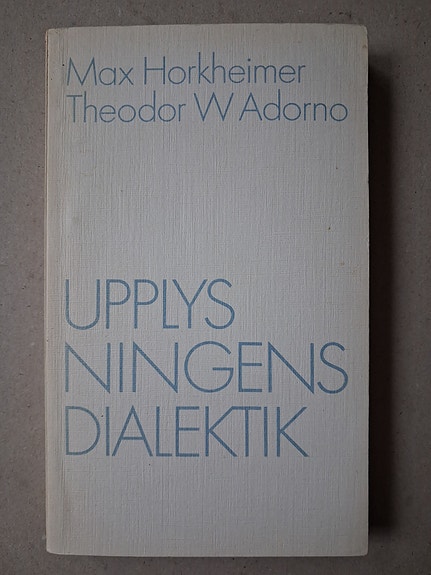 Max Horkheimer
Theodor W Adorno
UPPLYS
NINGENS
DIALEKTIK